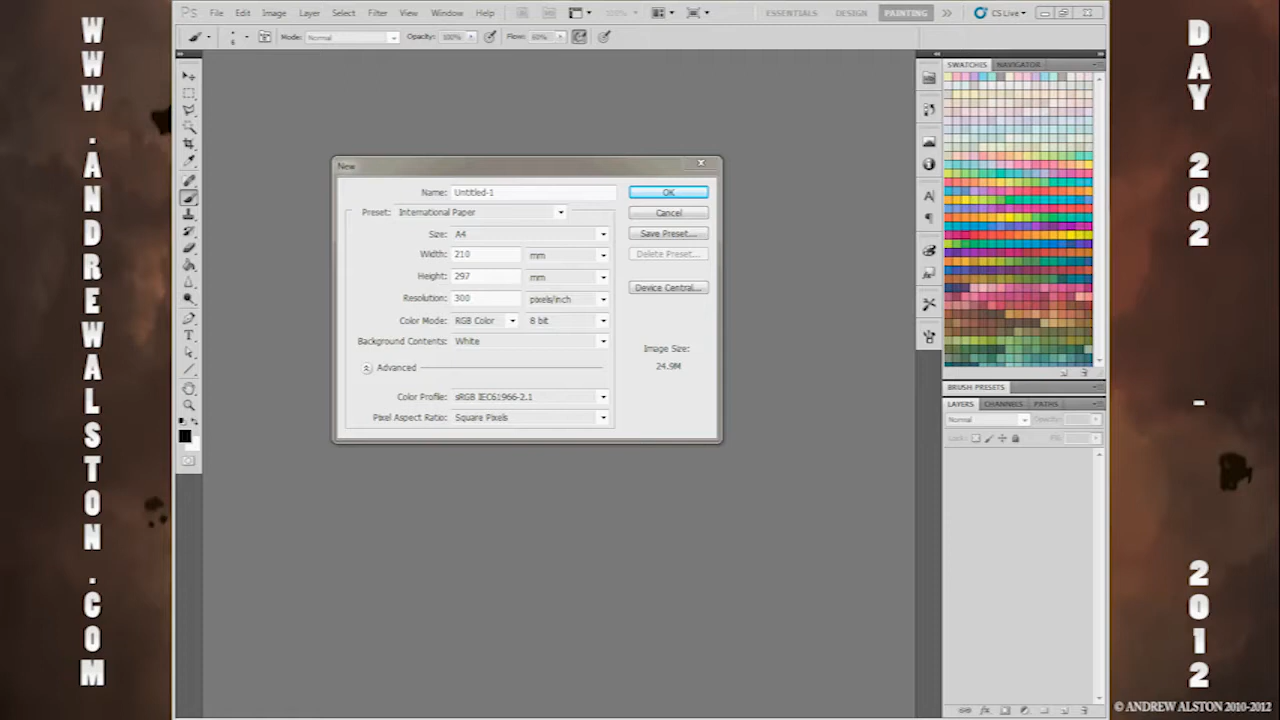 WWW.ANDREWALSTON.COM
Ps File Edit Image Layer Select Filter View Window Help 100% ESSENTIALS DESIGN PAINTING CS Live
6 Mode: Normal Opacity: 100% Flow: 60%
New
Name: Untitled-1 OK
Preset: International Paper Cancel
Size: A4 Save Preset...
Width: 210 mm Delete Preset...
Height: 297 mm
Device Central...
Resolution: 300 pixels/inch
Color Mode: RGB Color 8 bit
Background Contents: White
Image Size:
24.9M
Advanced
Color Profile: sRGB IEC61966-2.1
Pixel Aspect Ratio: Square Pixels
SWATCHES NAVIGATOR
BRUSH PRESETS
LAYERS CHANNELS PATHS
Normal Opacity:
Lock: Fill:
DAY 202 - 2012
© ANDREW ALSTON 2010-2012